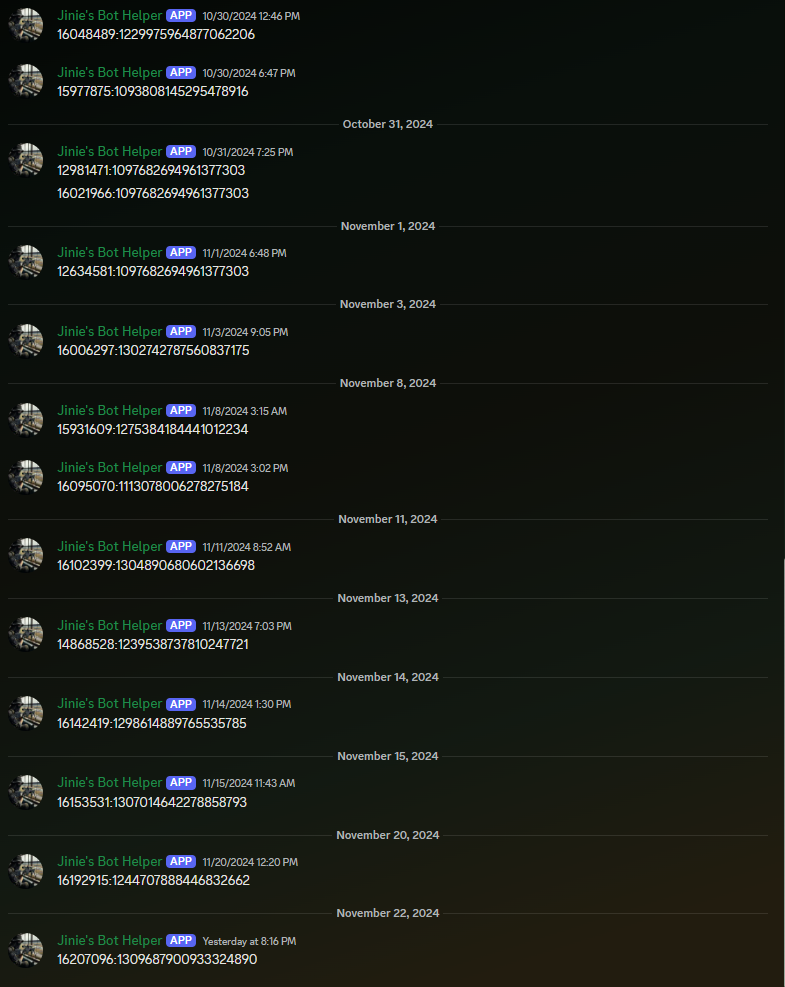 Jinie's Bot Helper APP 10/30/2024 12:46 PM
16048489:1229975964877062206
Jinie's Bot Helper APP 10/30/2024 6:47 PM
15977875:1093808145295478916
October 31, 2024
Jinie's Bot Helper APP 10/31/2024 7:25 PM
12981471:1097682694961377303
16021966:1097682694961377303
November 1, 2024
Jinie's Bot Helper APP 11/1/2024 6:48 PM
12634581:1097682694961377303
November 3, 2024
Jinie's Bot Helper APP 11/3/2024 9:05 PM
16006297:1302742787560837175
November 8, 2024
Jinie's Bot Helper APP 11/8/2024 3:15 AM
15931609:1275384184441012234
Jinie's Bot Helper APP 11/8/2024 3:02 PM
16095070:1113078006278275184
November 11, 2024
Jinie's Bot Helper APP 11/11/2024 8:52 AM
16102399:1304890680602136698
November 13, 2024
Jinie's Bot Helper APP 11/13/2024 7:03 PM
14868528:1239538737810247721
November 14, 2024
Jinie's Bot Helper APP 11/14/2024 1:30 PM
16142419:1298614889765535785
November 15, 2024
Jinie's Bot Helper APP 11/15/2024 11:43 AM
16153531:1307014642278858793
November 20, 2024
Jinie's Bot Helper APP 11/20/2024 12:20 PM
16192915:1244707888446832662
November 22, 2024
Jinie's Bot Helper APP Yesterday at 8:16 PM
16207096:1309687900933324890